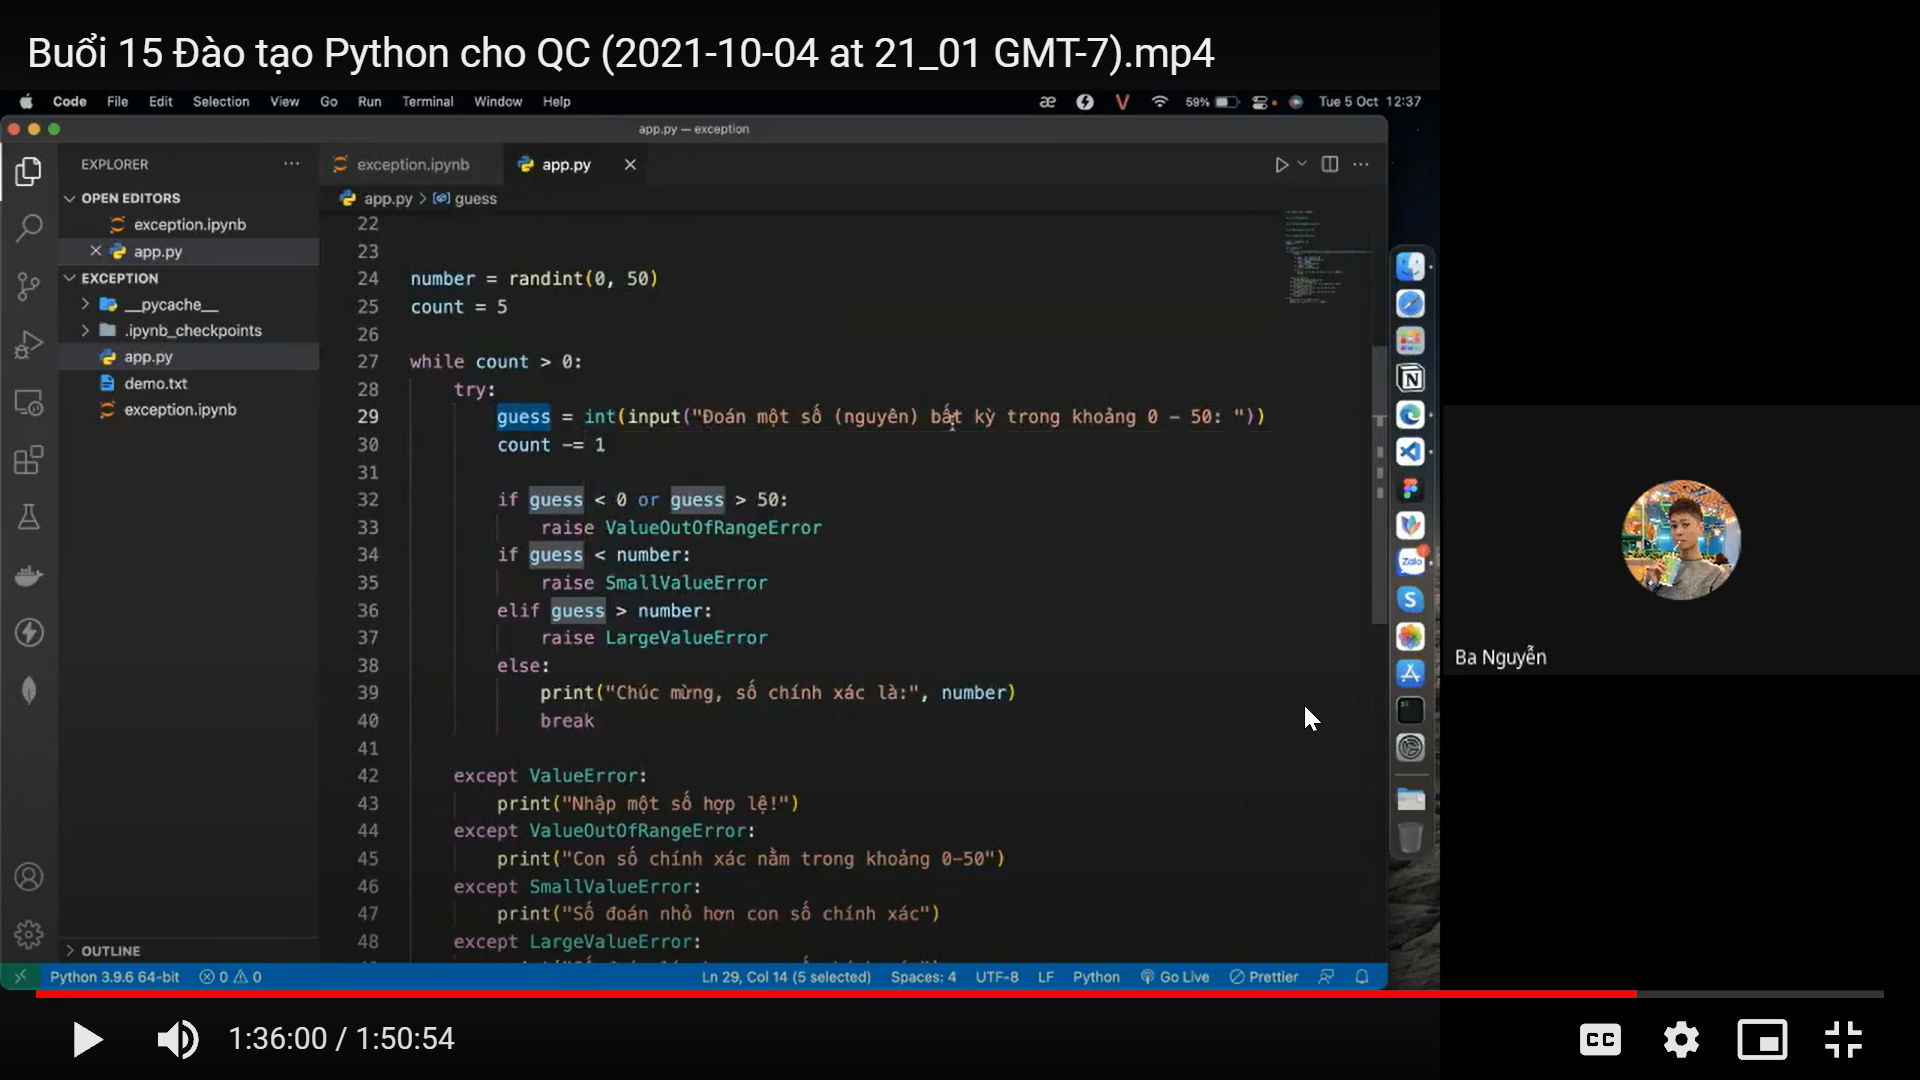 Buổi 15 Đào tạo Python cho QC (2021-10-04 at 21_01 GMT-7).mp4
Code File Edit Selection View Go Run Terminal Window Help
59% Tue 5 Oct 12:37
app.py — exception
EXPLORER
exception.ipynb
app.py
OPEN EDITORS
app.py > guess
exception.ipynb
app.py
EXCEPTION
__pycache__
.ipynb_checkpoints
app.py
demo.txt
exception.ipynb
22
23
24 number = randint(0, 50)
25 count = 5
26
27 while count > 0:
28 try:
29 guess = int(input("Đoán một số (nguyên) bất kỳ trong khoảng 0 - 50: "))
30 count -= 1
31
32 if guess < 0 or guess > 50:
33 raise ValueOutOfRangeError
34 if guess < number:
35 raise SmallValueError
36 elif guess > number:
37 raise LargeValueError
38 else:
39 print("Chúc mừng, số chính xác là:", number)
40 break
41
42 except ValueError:
43 print("Nhập một số hợp lệ!")
44 except ValueOutOfRangeError:
45 print("Con số chính xác nằm trong khoảng 0-50")
46 except SmallValueError:
47 print("Số đoán nhỏ hơn con số chính xác")
48 except LargeValueError:
OUTLINE
Python 3.9.6 64-bit 0 0 Ln 29, Col 14 (5 selected) Spaces: 4 UTF-8 LF Python Go Live Prettier
Zalo
Ba Nguyễn
1:36:00 / 1:50:54
CC